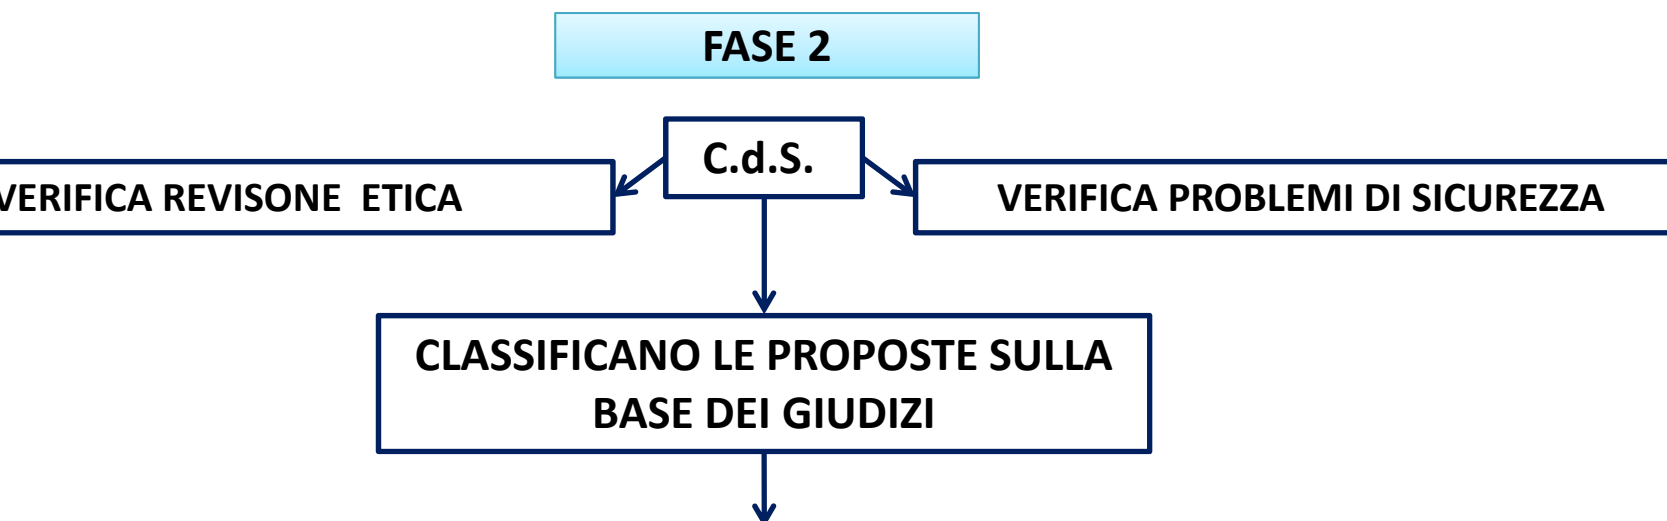 FASE 2
C.d.S.
VERIFICA REVISONE ETICA
VERIFICA PROBLEMI DI SICUREZZA
CLASSIFICANO LE PROPOSTE SULLA
BASE DEI GIUDIZI